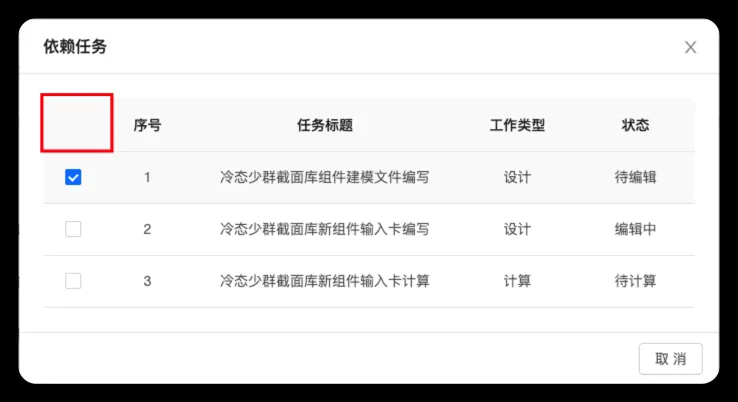 依赖任务
序号 任务标题 工作类型 状态
1 冷态少群截面库组件建模文件编写 设计 待编辑
2 冷态少群截面库新组件输入卡编写 设计 编辑中
3 冷态少群截面库新组件输入卡计算 计算 待计算
取 消